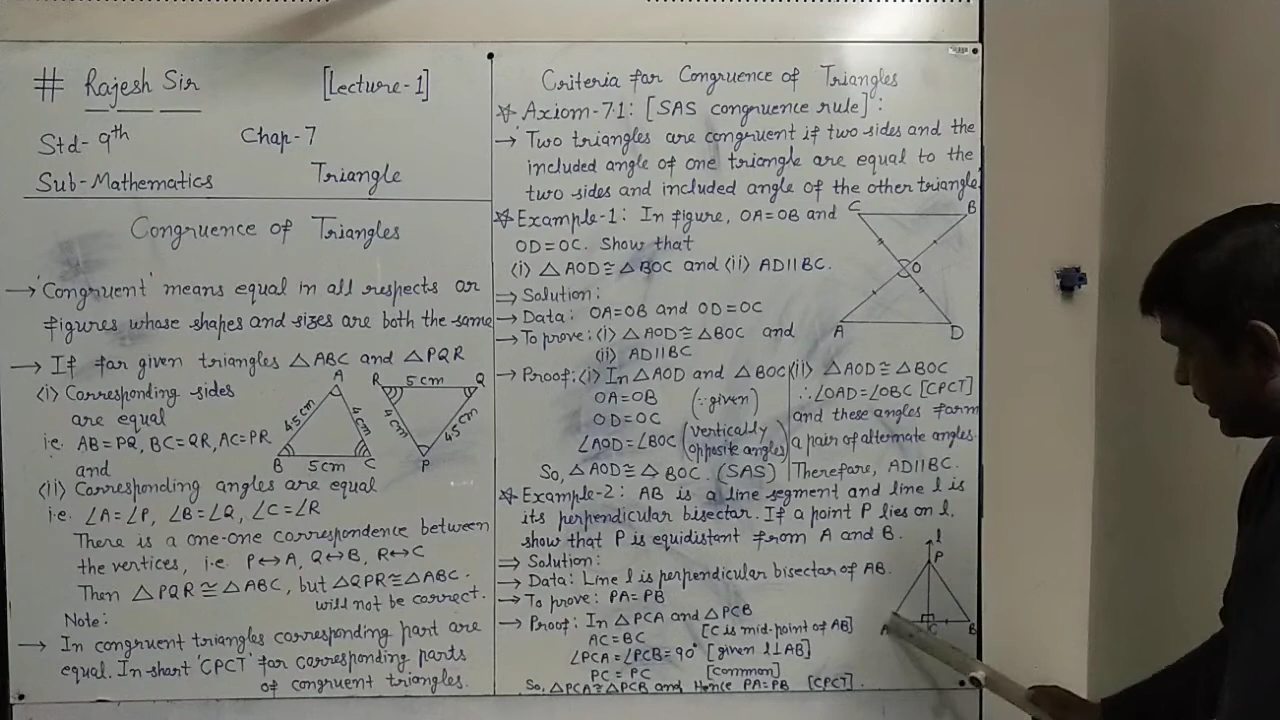 # Rajesh Sir [Lecture-1]
Std-9th Chap-7
Sub-Mathematics Triangle
Congruence of Triangles
→ 'Congruent' means equal in all respects or
figures whose shapes and sizes are both the same
→ If for given triangles △ABC and △PQR
(i) Corresponding sides
are equal
i.e. AB=PQ, BC=QR, AC=PR
and
(ii) Corresponding angles are equal
i.e. ∠A=∠P, ∠B=∠Q, ∠C=∠R
There is a one-one correspondence between
the vertices, i.e. P↔A, Q↔B, R↔C
Then △PQR≅△ABC, but △QPR≅△ABC.
will not be correct.
Note:
→ In congruent triangles corresponding part are
equal. In short 'CPCT' for corresponding parts
of congruent triangles.
A
4.5cm 4cm
B 5cm C
R 5cm Q
4cm 4.5cm
P
Criteria for Congruence of Triangles
☆ Axiom-7.1: [SAS congruence rule]:
→ Two triangles are congruent if two sides and the
included angle of one triangle are equal to the
two sides and included angle of the other triangle.
☆ Example-1: In figure, OA=OB and
OD=OC. Show that
(i) △AOD≅△BOC and (ii) AD||BC.
⇒ Solution:
→ Data: OA=OB and OD=OC
→ To prove: (i) △AOD≅△BOC and
(ii) AD||BC
→ Proof: (i) In △AOD and △BOC
OA=OB (∵given)
OD=OC
∠AOD=∠BOC (vertically
opposite angles)
So, △AOD≅△BOC. (SAS)
(ii) △AOD≅△BOC
∴∠OAD=∠OBC [CPCT]
and these angles form
a pair of alternate angles.
Therefore, AD||BC.
C B
O
A D
☆ Example-2: AB is a line segment and line l is
its perpendicular bisector. If a point P lies on l.
show that P is equidistant from A and B.
⇒ Solution:
→ Data: Line l is perpendicular bisector of AB.
→ To prove: PA=PB
→ Proof: In △PCA and △PCB
AC=BC [C is mid-point of AB]
∠PCA=∠PCB=90° [given l⊥AB]
PC=PC [common]
So, △PCA≅△PCB and Hence PA=PB [CPCT].
l
P
A C B